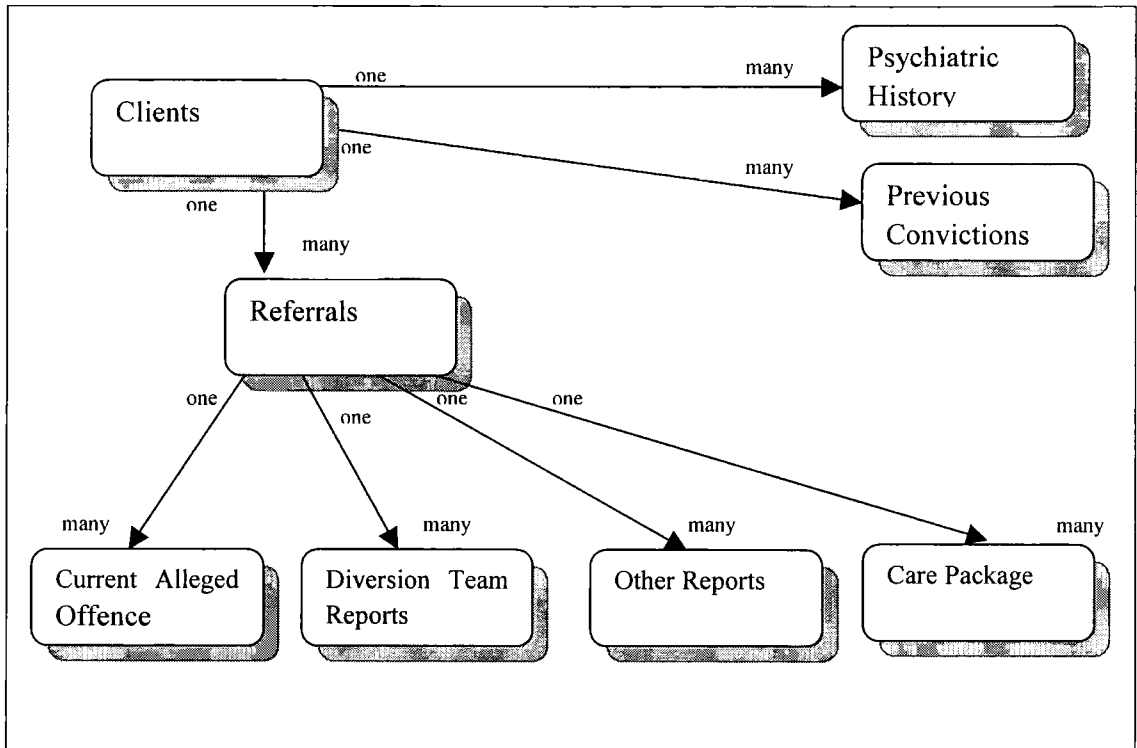 one
many
Psychiatric
History
Clients
one
many
Previous
Convictions
one
many
Referrals
one
one
one
one
many
many
many
many
Current Alleged
Offence
Diversion Team
Reports
Other Reports
Care Package